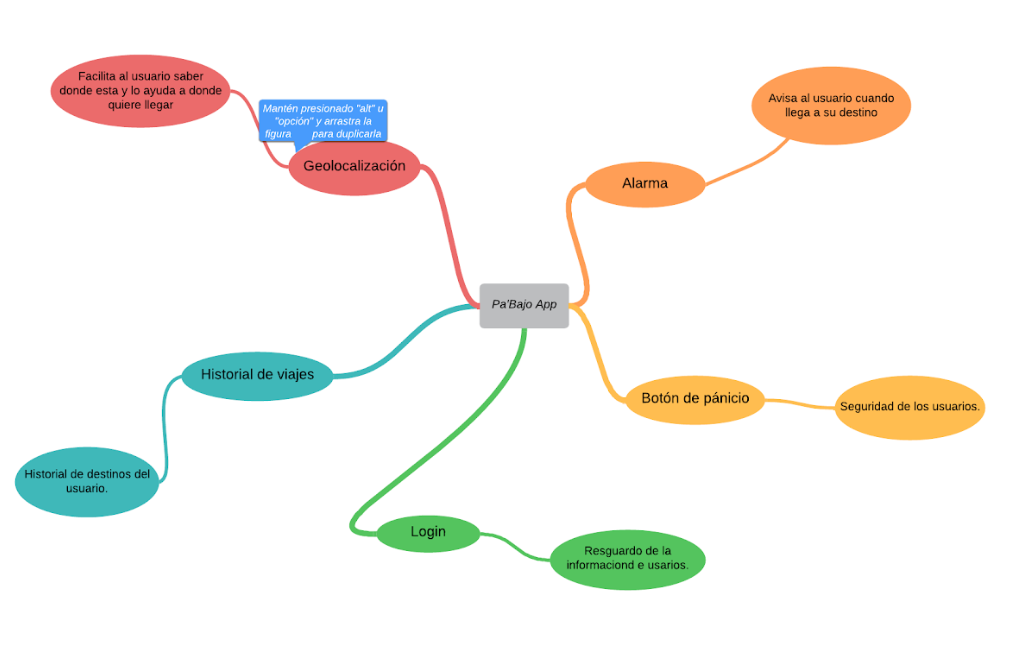 Facilita al usuario saber
donde esta y lo ayuda a donde
quiere llegar
Mantén presionado "alt" u
"opción" y arrastra la
figura para duplicarla
Geolocalización
Avisa al usuario cuando
llega a su destino
Alarma
Pa'Bajo App
Historial de viajes
Botón de pánicio
Seguridad de los usuarios.
Historial de destinos del
usuario.
Login
Resguardo de la
informaciond e usarios.